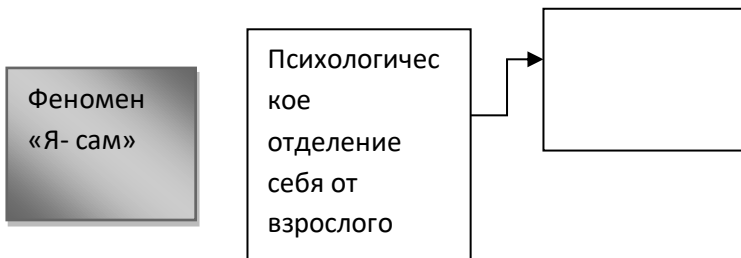 Феномен
«Я- сам»
Психологичес
кое
отделение
себя от
взрослого